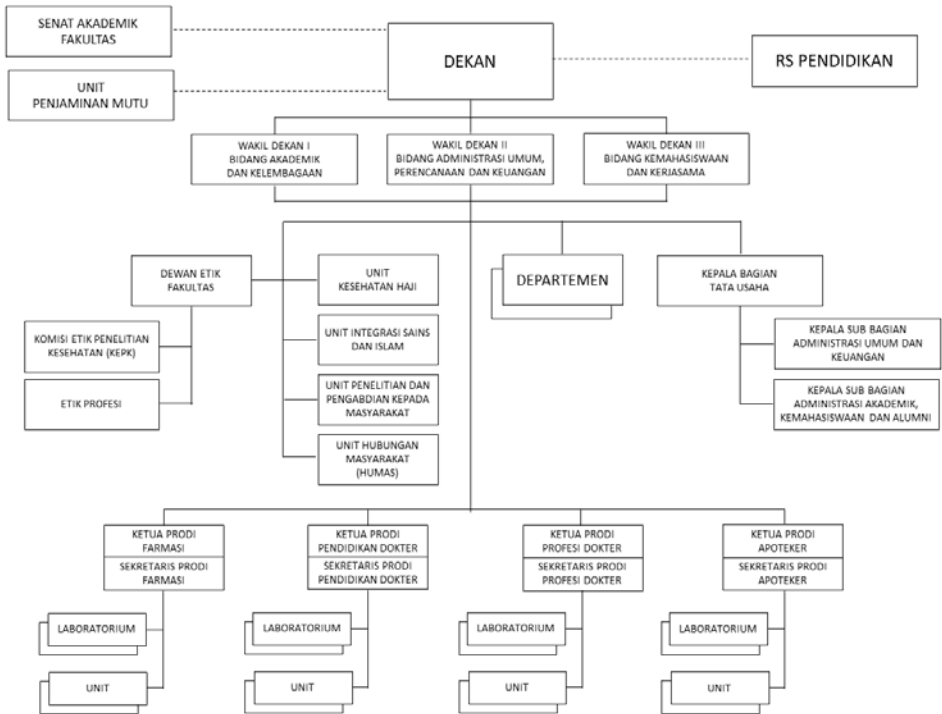 SENAT AKADEMIK
FAKULTAS
DEKAN
RS PENDIDIKAN
UNIT
PENJAMINAN MUTU
WAKIL DEKAN I
BIDANG AKADEMIK
DAN KELEMBAGAAN
WAKIL DEKAN II
BIDANG ADMINISTRASI UMUM,
PERENCANAAN DAN KEUANGAN
WAKIL DEKAN III
BIDANG KEMAHASISWAAN
DAN KERJASAMA
DEWAN ETIK
FAKULTAS
UNIT
KESEHATAN HAJI
DEPARTEMEN
KEPALA BAGIAN
TATA USAHA
KOMISI ETIK PENELITIAN
KESEHATAN (KEPK)
UNIT INTEGRASI SAINS
DAN ISLAM
KEPALA SUB BAGIAN
ADMINISTRASI UMUM DAN
KEUANGAN
ETIK PROFESI
UNIT PENELITIAN DAN
PENGABDIAN KEPADA
MASYARAKAT
KEPALA SUB BAGIAN
ADMINISTRASI AKADEMIK,
KEMAHASISWAAN DAN ALUMNI
UNIT HUBUNGAN
MASYARAKAT
(HUMAS)
KETUA PRODI
FARMASI
SEKRETARIS PRODI
FARMASI
KETUA PRODI
PENDIDIKAN DOKTER
SEKRETARIS PRODI
PENDIDIKAN DOKTER
KETUA PRODI
PROFESI DOKTER
SEKRETARIS PRODI
PROFESI DOKTER
KETUA PRODI
APOTEKER
SEKRETARIS PRODI
APOTEKER
LABORATORIUM
LABORATORIUM
LABORATORIUM
LABORATORIUM
UNIT
UNIT
UNIT
UNIT